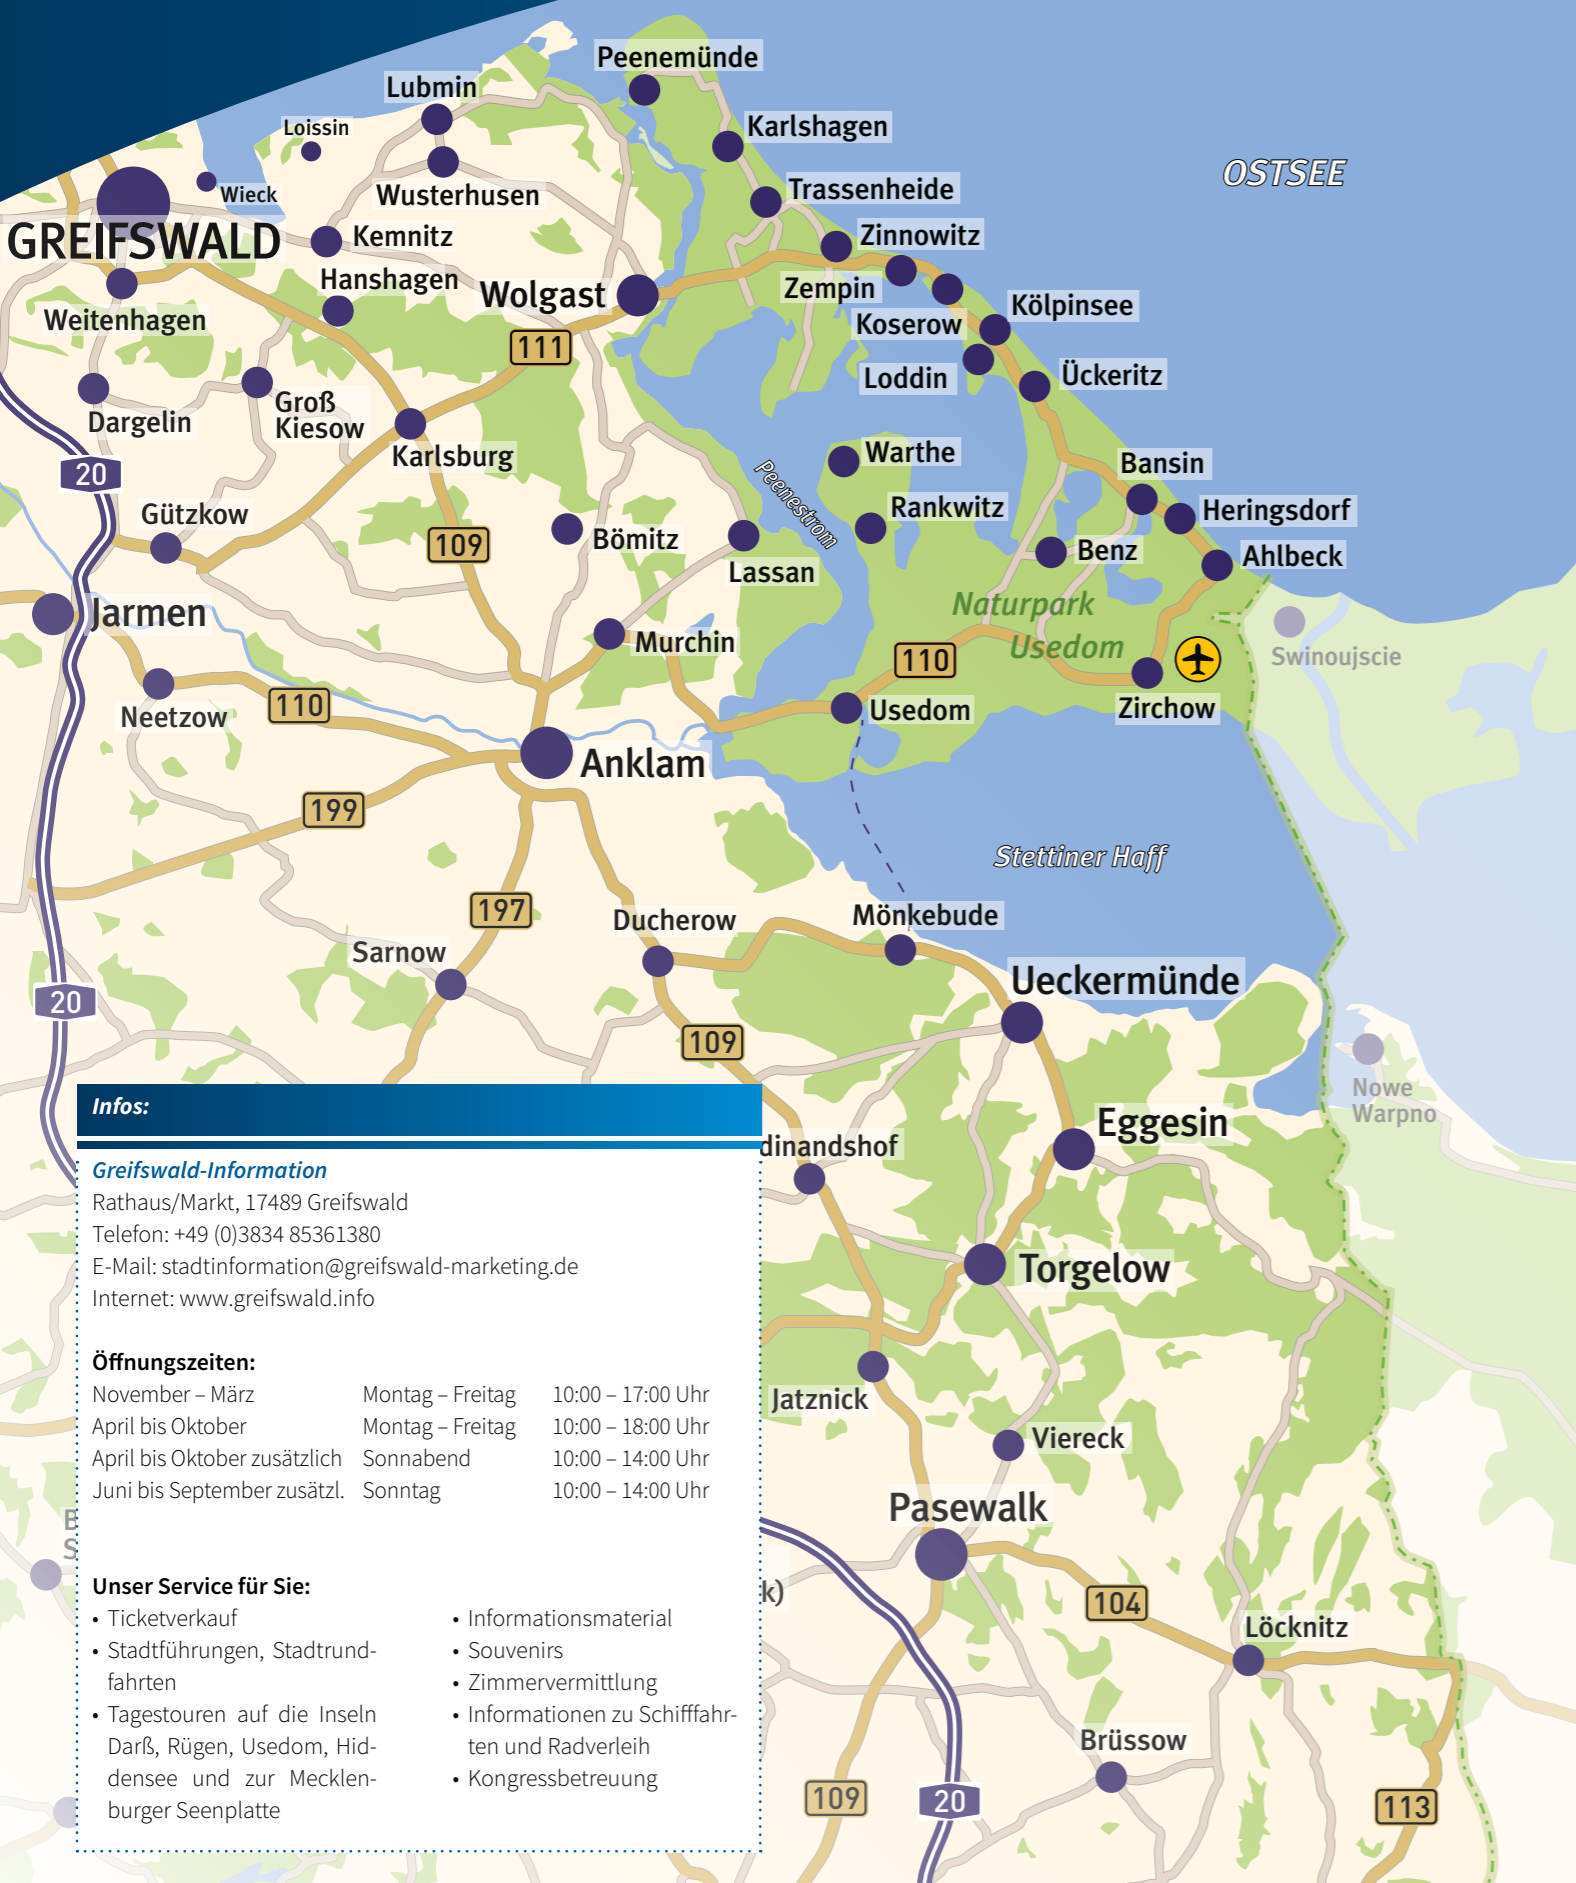 Peenemünde
Lubmin
Karlshagen
Loissin
OSTSEE
Wieck
Wusterhusen
Trassenheide
GREIFSWALD
Kemnitz
Zinnowitz
Hanshagen
Wolgast
Zempin
Kölpinsee
Weitenhagen
Koserow
111
Loddin
Ückeritz
Groß
Kiesow
Dargelin
Karlsburg
Warthe
Bansin
20
Peenestrom
Rankwitz
Heringsdorf
Gützkow
109
Bömitz
Benz
Ahlbeck
Lassan
Jarmen
Naturpark
Usedom
Murchin
110
Swinoujscie
Neetzow
110
Usedom
Zirchow
Anklam
199
Stettiner Haff
197
Ducherow
Mönkebude
Sarnow
Ueckermünde
20
109
Nowe
Warpno
Eggesin
dinandshof
Torgelow
Jatznick
Viereck
Pasewalk
B
S
k)
104
Löcknitz
Brüssow
109
20
113
Infos:
Greifswald-Information
Rathaus/Markt, 17489 Greifswald
Telefon: +49 (0)3834 85361380
E-Mail: stadtinformation@greifswald-marketing.de
Internet: www.greifswald.info
Öffnungszeiten:
November – März Montag – Freitag 10:00 – 17:00 Uhr
April bis Oktober Montag – Freitag 10:00 – 18:00 Uhr
April bis Oktober zusätzlich Sonnabend 10:00 – 14:00 Uhr
Juni bis September zusätzl. Sonntag 10:00 – 14:00 Uhr
Unser Service für Sie:
• Ticketverkauf
• Stadtführungen, Stadtrund-
fahrten
• Tagestouren auf die Inseln
Darß, Rügen, Usedom, Hid-
densee und zur Mecklen-
burger Seenplatte
• Informationsmaterial
• Souvenirs
• Zimmervermittlung
• Informationen zu Schifffahr-
ten und Radverleih
• Kongressbetreuung